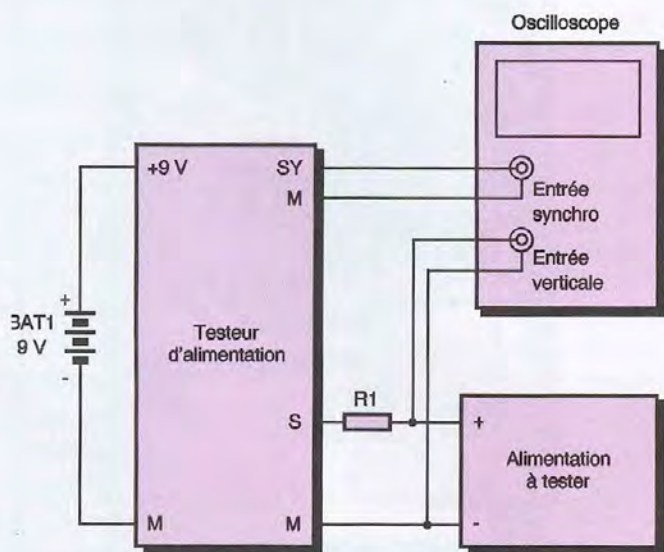 Oscilloscope
+9 V
SY
M
Entrée
synchro
Entrée
verticale
+
3AT1
9 V
-
Testeur
d'alimentation
R1
S
+
Alimentation
à tester
M
M
-